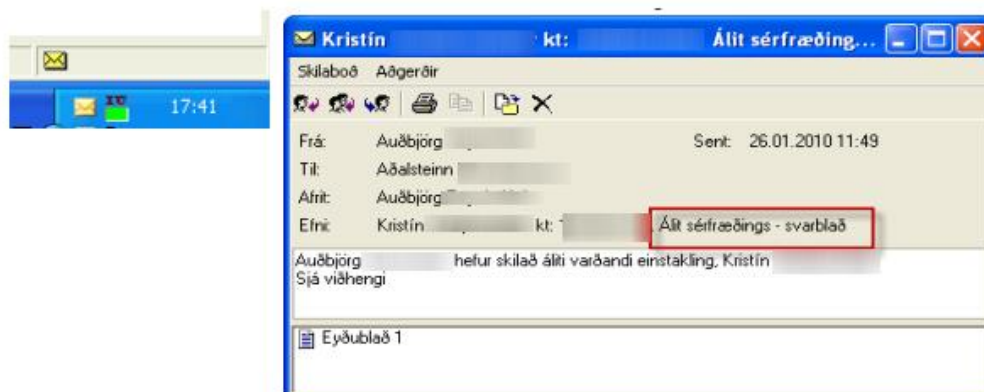 17:41
Kristín kt: Álit sérfræðing...
Skilaboð Aðgerðir
Frá: Auðbjörg Sent: 26.01.2010 11:49
Til: Aðalsteinn
Afrit: Auðbjörg
Efni: Kristín kt: Álit sérfræðings - svarblað
Auðbjörg hefur skilað áliti varðandi einstakling, Kristín
Sjá viðhengi
Eyðublað 1